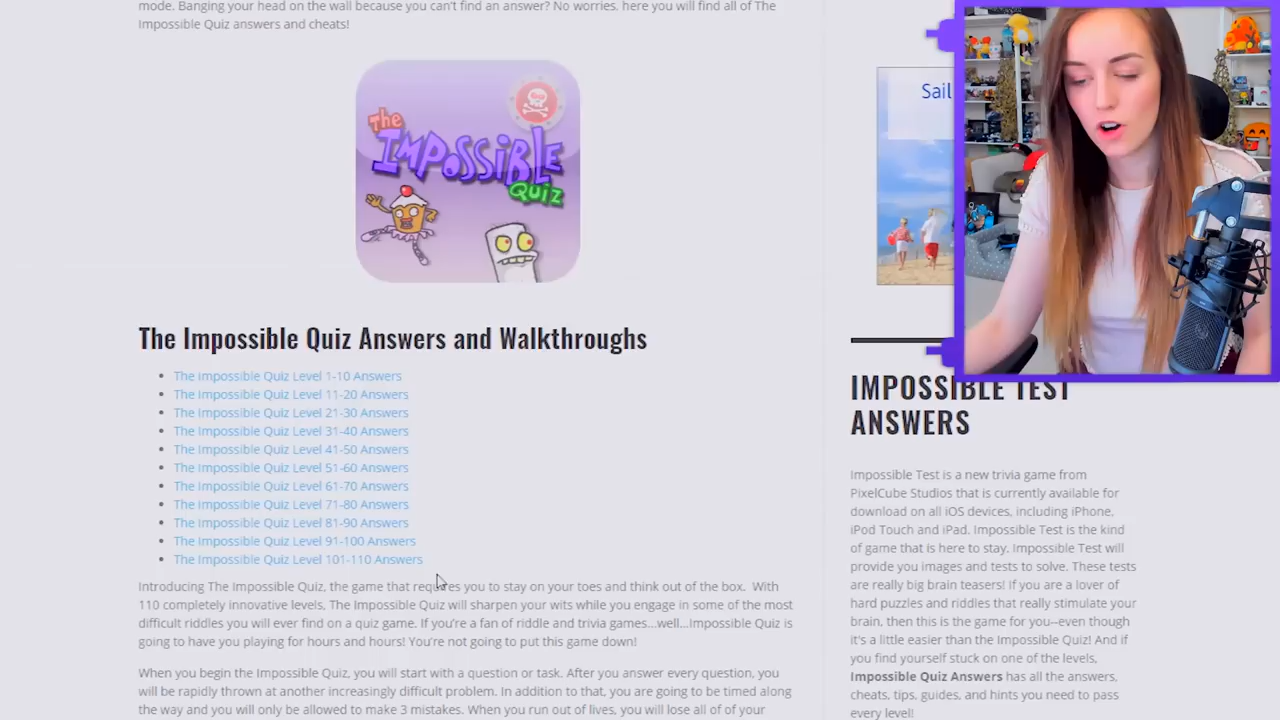 mode. Banging your head on the wall because you can't find an answer? No worries, here you will find all of The
Impossible Quiz answers and cheats!
The
IMPOSSIBLE
Quiz
Sail
The Impossible Quiz Answers and Walkthroughs
The Impossible Quiz Level 1-10 Answers
The Impossible Quiz Level 11-20 Answers
The Impossible Quiz Level 21-30 Answers
The Impossible Quiz Level 31-40 Answers
The Impossible Quiz Level 41-50 Answers
The Impossible Quiz Level 51-60 Answers
The Impossible Quiz Level 61-70 Answers
The Impossible Quiz Level 71-80 Answers
The Impossible Quiz Level 81-90 Answers
The Impossible Quiz Level 91-100 Answers
The Impossible Quiz Level 101-110 Answers
Introducing The Impossible Quiz, the game that requires you to stay on your toes and think out of the box. With
110 completely innovative levels, The Impossible Quiz will sharpen your wits while you engage in some of the most
difficult riddles you will ever find on a quiz game. If you're a fan of riddle and trivia games...well...Impossible Quiz is
going to have you playing for hours and hours! You're not going to put this game down!
When you begin the Impossible Quiz, you will start with a question or task. After you answer every question, you
will be rapidly thrown at another increasingly difficult problem. In addition to that, you are going to be timed along
the way and you will only be allowed to make 3 mistakes. When you run out of lives, you will lose all of of your
IMPOSSIBLE TEST
ANSWERS
Impossible Test is a new trivia game from
PixelCube Studios that is currently available for
download on all iOS devices, including iPhone,
iPod Touch and iPad. Impossible Test is the kind
of game that is here to stay. Impossible Test will
provide you images and tests to solve. These tests
are really big brain teasers! If you are a lover of
hard puzzles and riddles that really stimulate your
brain, then this is the game for you–even though
it's a little easier than the Impossible Quiz! And if
you find yourself stuck on one of the levels,
Impossible Quiz Answers has all the answers,
cheats, tips, guides, and hints you need to pass
every level!